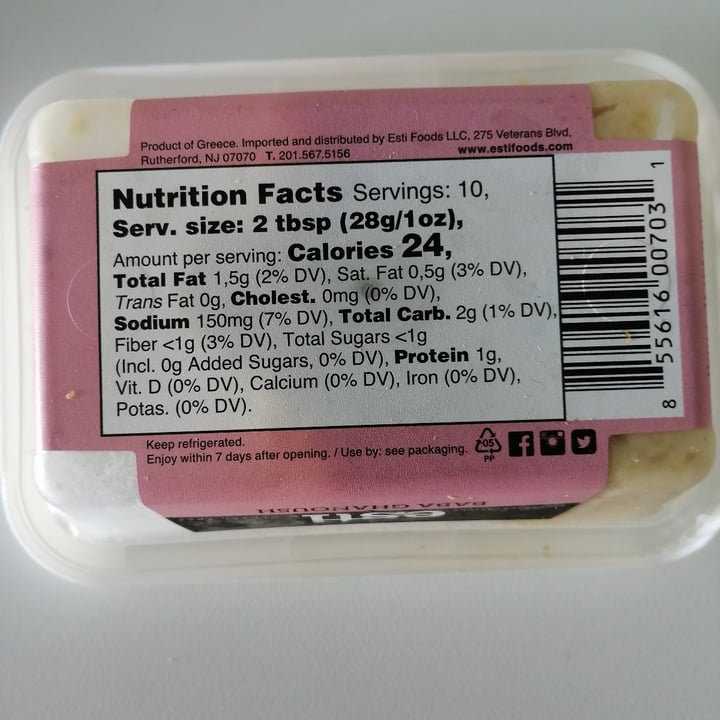 Product of Greece. Imported and distributed by Esti Foods LLC, 275 Veterans Blvd,
Rutherford, NJ 07070 T. 201.567.5156 www.estifoods.com
Nutrition Facts Servings: 10,
Serv. size: 2 tbsp (28g/1oz),
Amount per serving: Calories 24,
Total Fat 1,5g (2% DV), Sat. Fat 0,5g (3% DV),
Trans Fat 0g, Cholest. 0mg (0% DV),
Sodium 150mg (7% DV), Total Carb. 2g (1% DV),
Fiber <1g (3% DV), Total Sugars <1g
(Incl. 0g Added Sugars, 0% DV), Protein 1g,
Vit. D (0% DV), Calcium (0% DV), Iron (0% DV),
Potas. (0% DV).
8 55616 00703 1
Keep refrigerated.
Enjoy within 7 days after opening. / Use by: see packaging.
05
PP
BABA GHANOUSH
esti